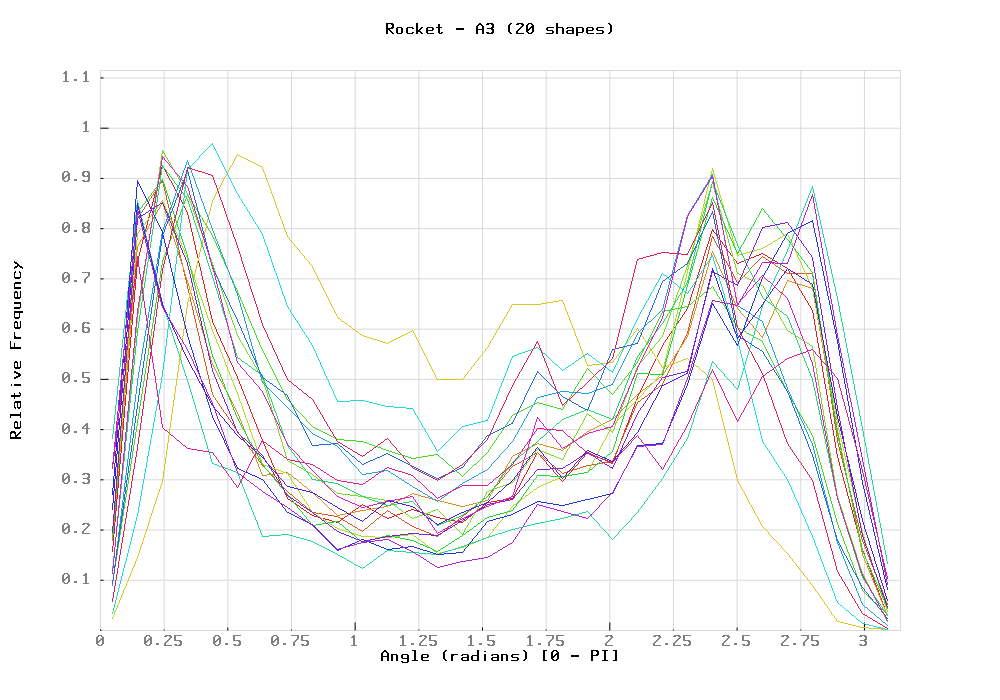 Rocket - A3 (20 shapes)
1.1
1
0.9
0.8
0.7
0.6
0.5
0.4
0.3
0.2
0.1
Relative Frequency
0 0.25 0.5 0.75 1 1.25 1.5 1.75 2 2.25 2.5 2.75 3
Angle (radians) [0 - PI]